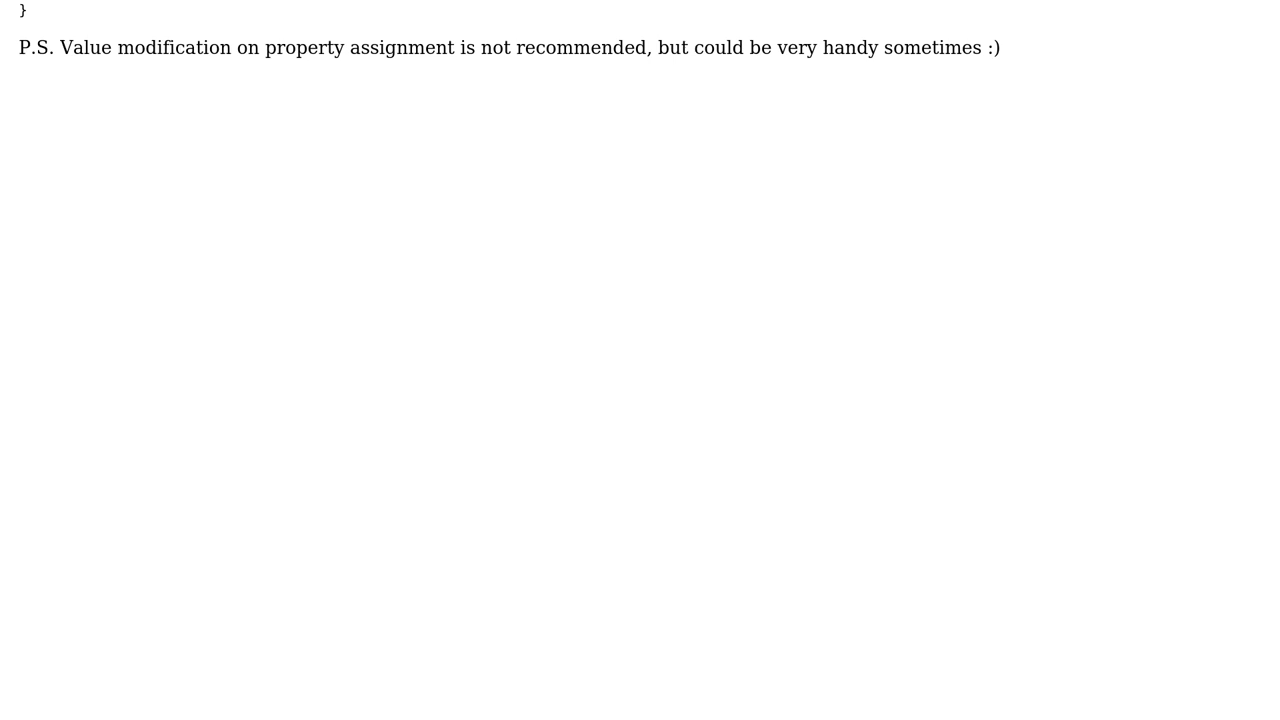 }
P.S. Value modification on property assignment is not recommended, but could be very handy sometimes :)